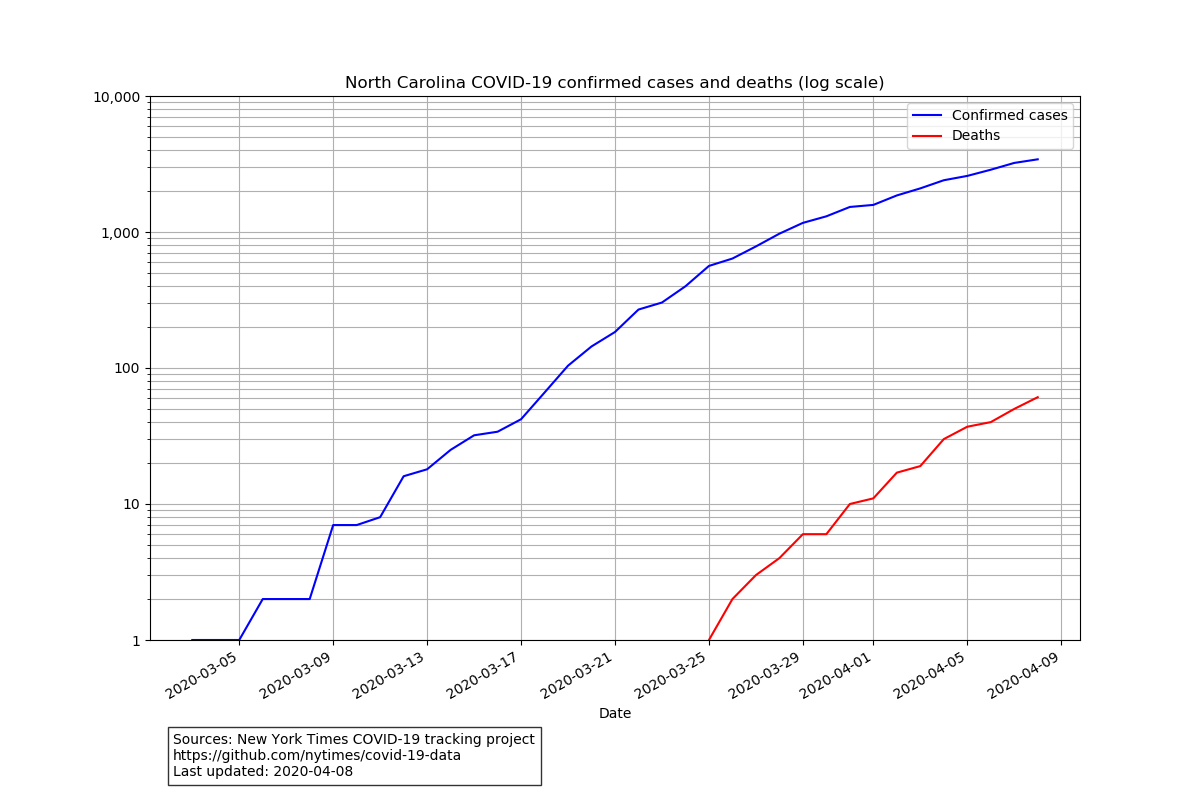 North Carolina COVID-19 confirmed cases and deaths (log scale)
10,000
1,000
100
10
1
Confirmed cases
Deaths
2020-03-05
2020-03-09
2020-03-13
2020-03-17
2020-03-21
2020-03-25
2020-03-29
2020-04-01
2020-04-05
2020-04-09
Date
Sources: New York Times COVID-19 tracking project
https://github.com/nytimes/covid-19-data
Last updated: 2020-04-08